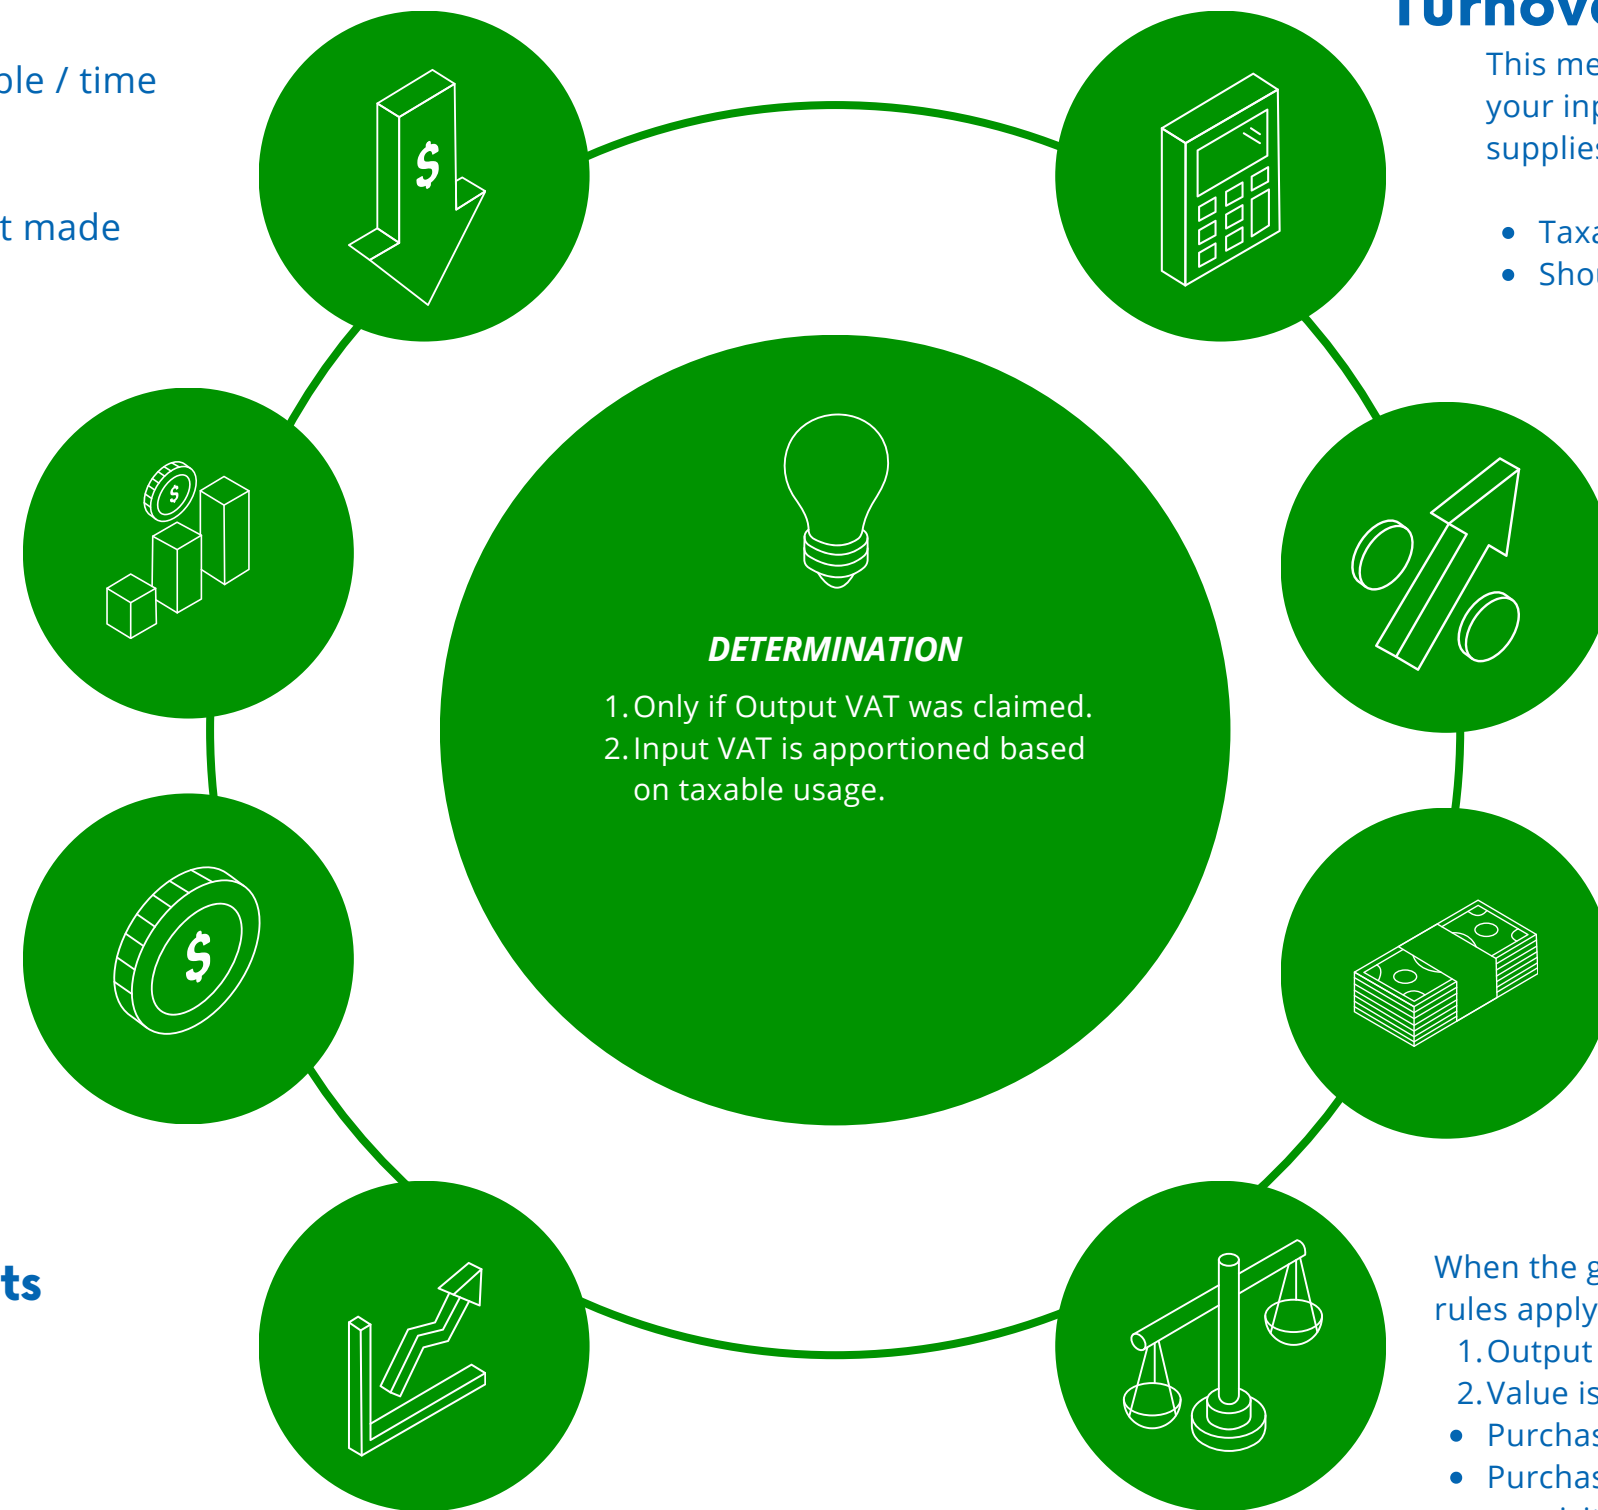 ble / time
t made
Turnove
This me
your inp
supplies
• Taxa
• Shou
$
$
$
DETERMINATION
1. Only if Output VAT was claimed.
2. Input VAT is apportioned based
on taxable usage.
ts
When the g
rules apply
1. Output
2. Value is
• Purchas
• Purchas